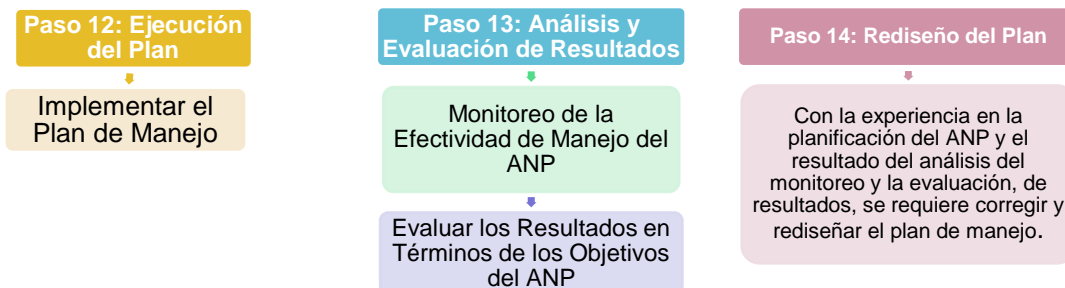 Paso 12: Ejecución
del Plan
Implementar el
Plan de Manejo
Paso 13: Análisis y
Evaluación de Resultados
Monitoreo de la
Efectividad de Manejo del
ANP
Evaluar los Resultados en
Términos de los Objetivos
del ANP
Paso 14: Rediseño del Plan
Con la experiencia en la
planificación del ANP y el
resultado del análisis del
monitoreo y la evaluación, de
resultados, se requiere corregir y
rediseñar el plan de manejo.